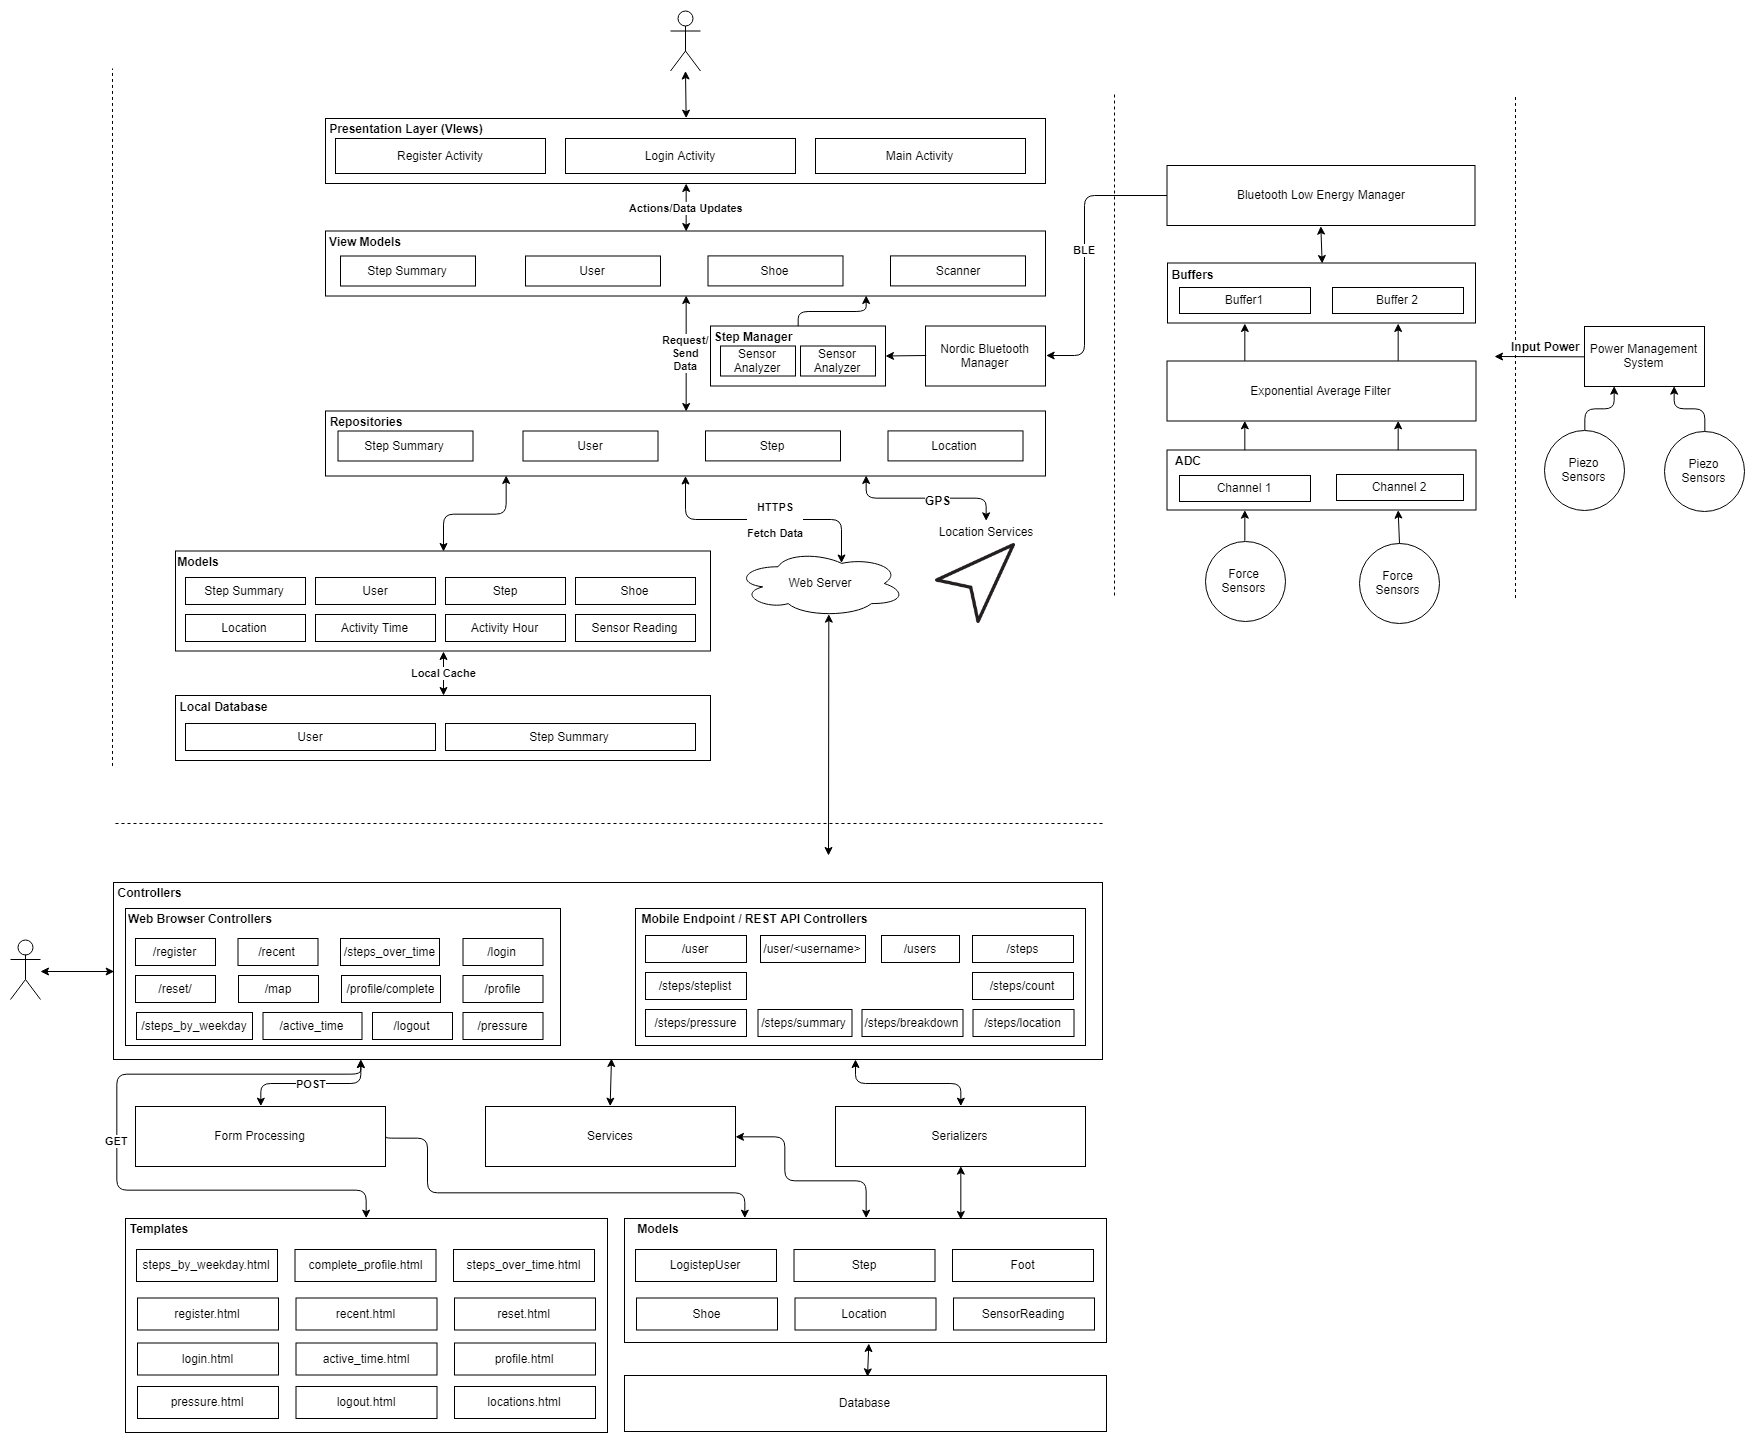 Presentation Layer (VIews)
Register Activity
Login Activity
Main Activity
Actions/Data Updates
View Models
Step Summary
User
Shoe
Scanner
Request/
Send
Data
Step Manager
Sensor
Analyzer
Sensor
Analyzer
Nordic Bluetooth
Manager
BLE
Repositories
Step Summary
User
Step
Location
HTTPS
Fetch Data
GPS
Location Services
Web Server
Models
Step Summary
User
Step
Shoe
Location
Activity Time
Activity Hour
Sensor Reading
Local Cache
Local Database
User
Step Summary
Bluetooth Low Energy Manager
Buffers
Buffer1
Buffer 2
Exponential Average Filter
ADC
Channel 1
Channel 2
Force
Sensors
Force
Sensors
Input Power
Power Management
System
Piezo
Sensors
Piezo
Sensors
Controllers
Web Browser Controllers
/register
/recent
/steps_over_time
/login
/reset/
/map
/profile/complete
/profile
/steps_by_weekday
/active_time
/logout
/pressure
Mobile Endpoint / REST API Controllers
/user
/user/<username>
/users
/steps
/steps/steplist
/steps/count
/steps/pressure
/steps/summary
/steps/breakdown
/steps/location
POST
GET
Form Processing
Services
Serializers
Templates
steps_by_weekday.html
complete_profile.html
steps_over_time.html
register.html
recent.html
reset.html
login.html
active_time.html
profile.html
pressure.html
logout.html
locations.html
Models
LogistepUser
Step
Foot
Shoe
Location
SensorReading
Database